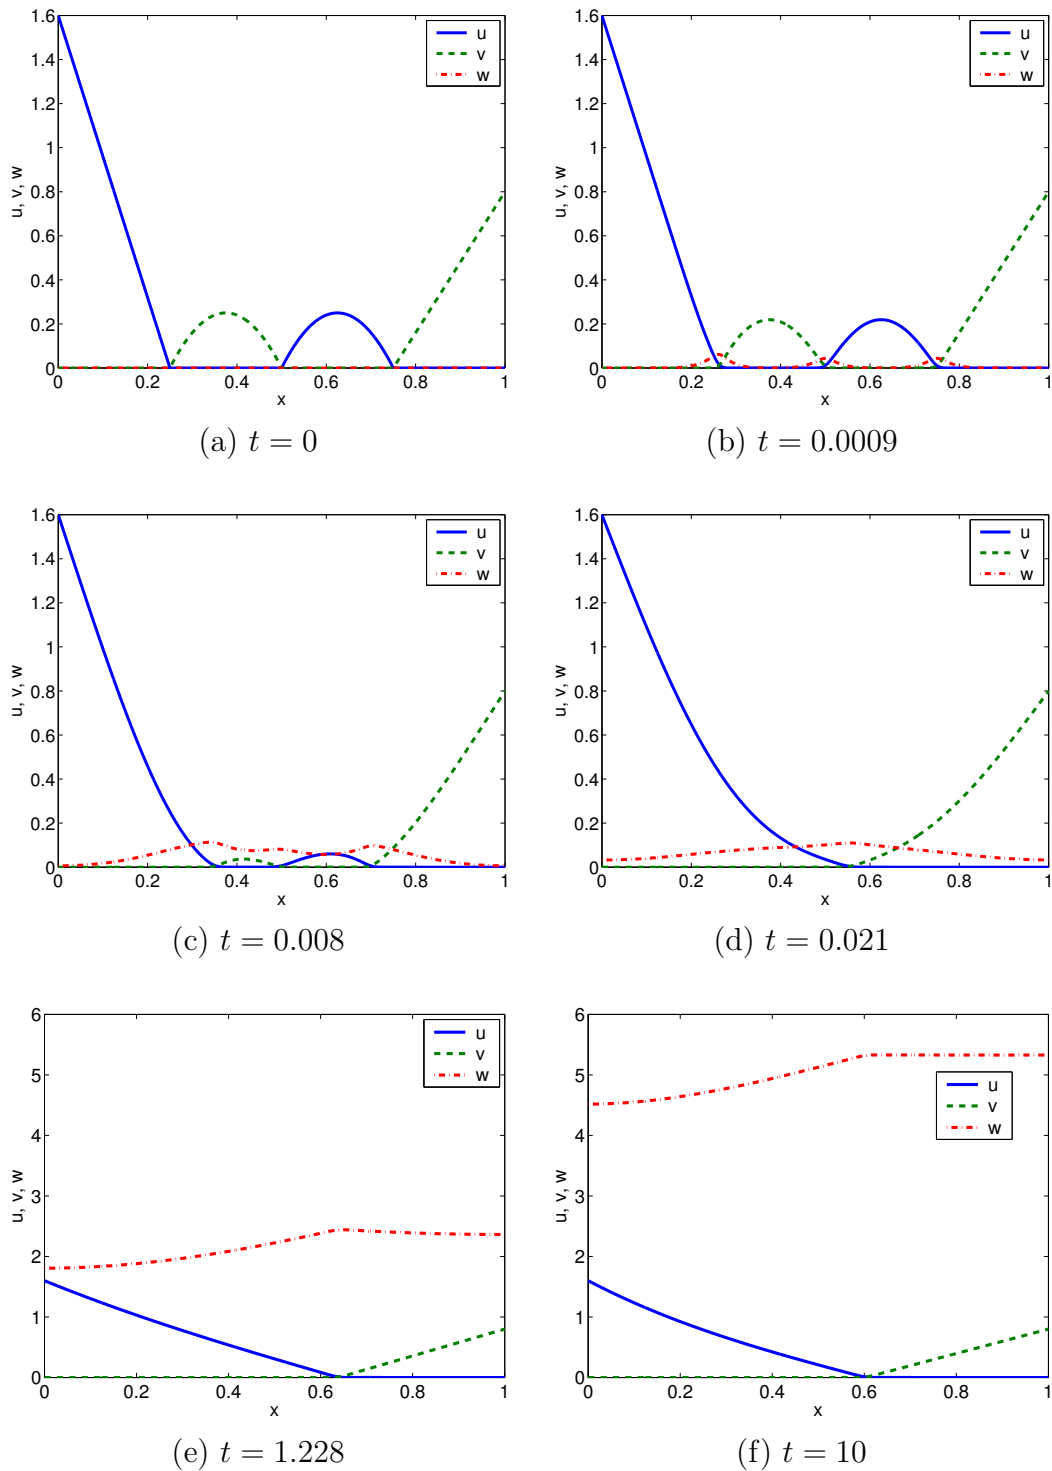 1.6
1.4
1.2
1
0.8
0.6
0.4
0.2
0
u, v, w
0 0.2 0.4 0.6 0.8 1
x
u
v
w
(a) t = 0
1.6
1.4
1.2
1
0.8
0.6
0.4
0.2
0
u, v, w
0 0.2 0.4 0.6 0.8 1
x
u
v
w
(b) t = 0.0009
1.6
1.4
1.2
1
0.8
0.6
0.4
0.2
0
u, v, w
0 0.2 0.4 0.6 0.8 1
x
u
v
w
(c) t = 0.008
1.6
1.4
1.2
1
0.8
0.6
0.4
0.2
0
u, v, w
0 0.2 0.4 0.6 0.8 1
x
u
v
w
(d) t = 0.021
6
5
4
3
2
1
0
u, v, w
0 0.2 0.4 0.6 0.8 1
x
u
v
w
(e) t = 1.228
6
5
4
3
2
1
0
u, v, w
0 0.2 0.4 0.6 0.8 1
x
u
v
w
(f) t = 10